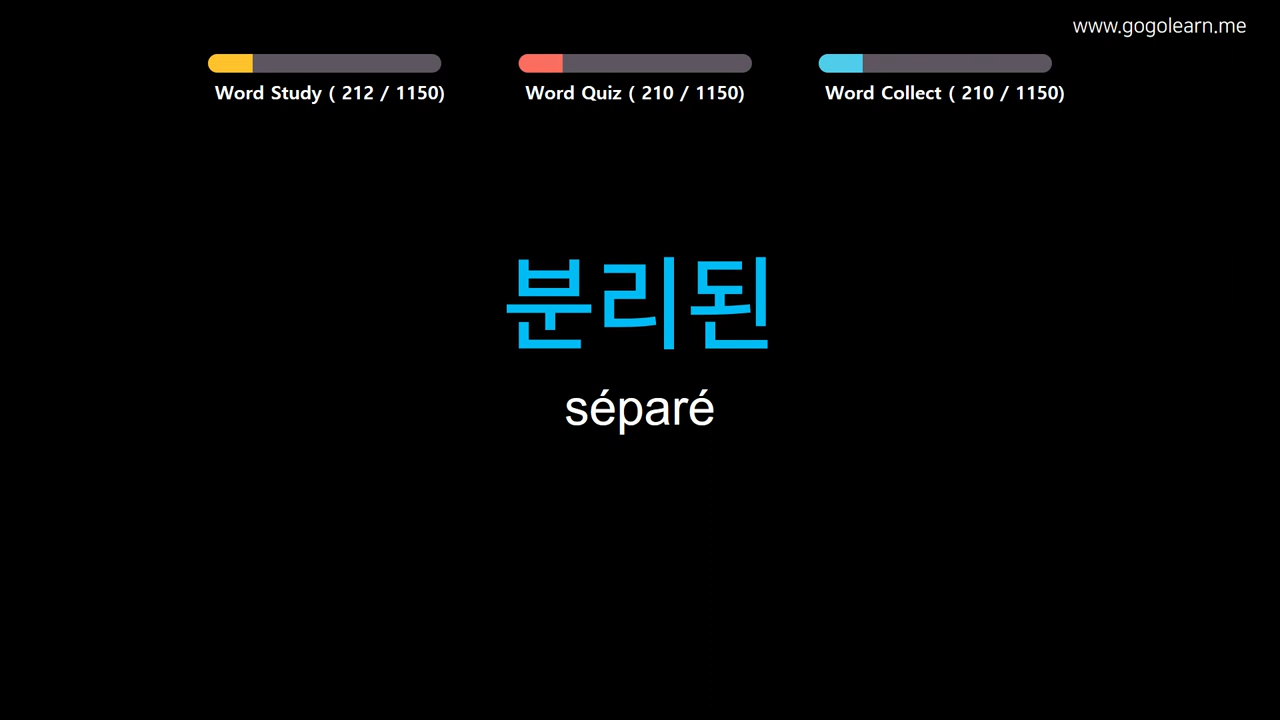 www.gogolearn.me
Word Study ( 212 / 1150)
Word Quiz ( 210 / 1150)
Word Collect ( 210 / 1150)
분리된
séparé